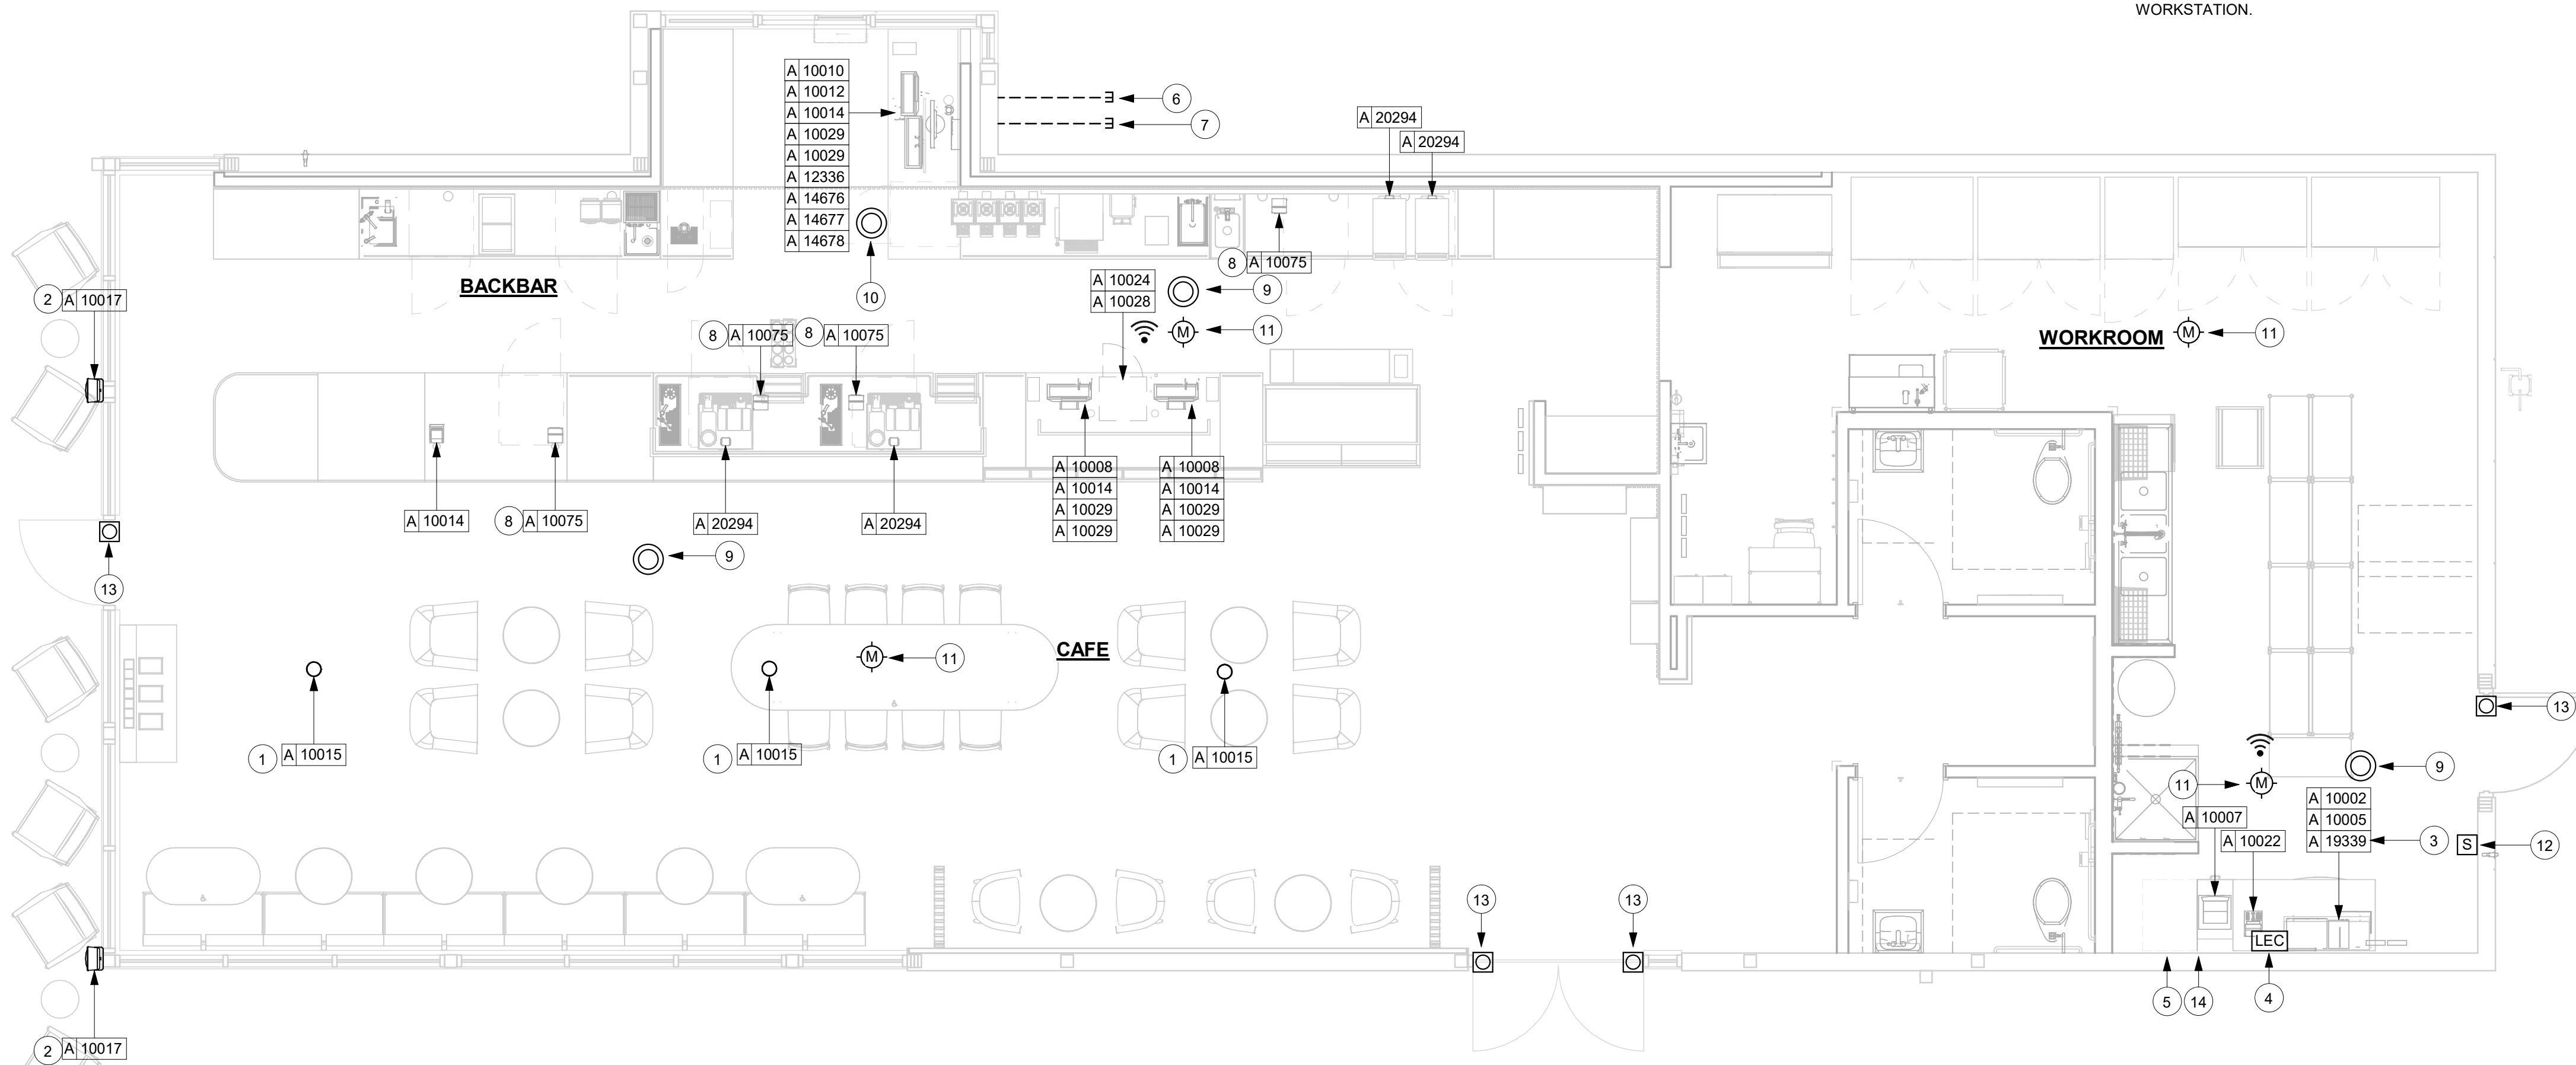 WORKSTATION.
A 10010
A 10012
A 10014
A 10029
A 10029
A 12336
A 14676
A 14677
A 14678
6
7
A 20294
A 20294
BACKBAR
2 A 10017
10
8 A 10075
A 10024
A 10028
9
M 11
8 A 10075
8 A 10075
WORKROOM M 11
A 10014
8 A 10075
A 20294
A 20294
A 10008
A 10014
A 10029
A 10029
A 10008
A 10014
A 10029
A 10029
9
13
M 11
CAFE
13
1 A 10015
1 A 10015
1 A 10015
9
11 M
A 10002
A 10005
A 19339 3
A 10007
A 10022
S 12
13
13
LEC
5
14
4
2 A 10017